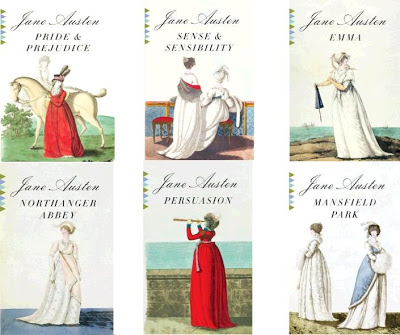 Jane Austen
PRIDE &
PREJUDICE
Jane Austen
SENSE &
SENSIBILITY
Jane Austen
EMMA
Jane Austen
NORTHANGER
ABBEY
Jane Austen
PERSUASION
Jane Austen
MANSFIELD
PARK